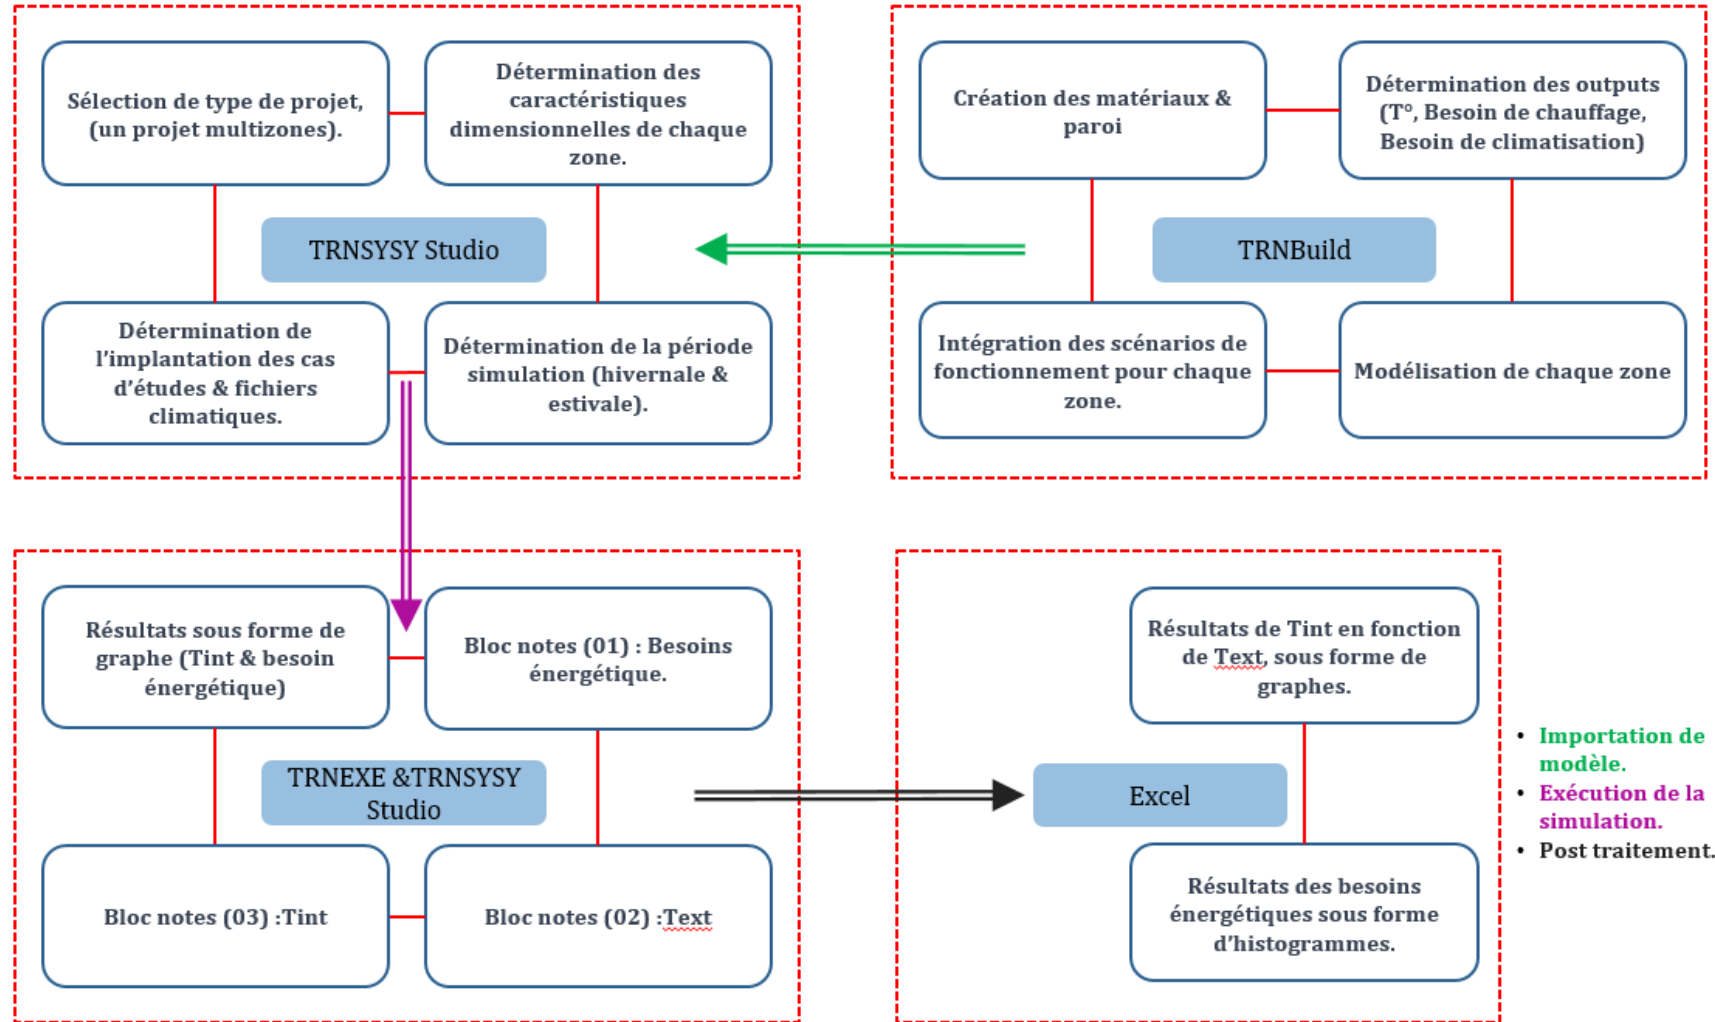 Sélection de type de projet,
(un projet multizones).
Détermination des
caractéristiques
dimensionnelles de chaque
zone.
TRNSYSY Studio
Détermination de
l'implantation des cas
d'études & fichiers
climatiques.
Détermination de la période
simulation (hivernale &
estivale).
Création des matériaux &
paroi
Détermination des outputs
(T°, Besoin de chauffage,
Besoin de climatisation)
TRNBuild
Intégration des scénarios de
fonctionnement pour chaque
zone.
Modélisation de chaque zone
Résultats sous forme de
graphe (Tint & besoin
énergétique)
Bloc notes (01) : Besoins
énergétique.
TRNEXE &TRNSYSY
Studio
Bloc notes (03) :Tint
Bloc notes (02) :Text
Résultats de Tint en fonction
de Text, sous forme de
graphes.
Excel
Résultats des besoins
énergétiques sous forme
d'histogrammes.
• Importation de
modèle.
• Exécution de la
simulation.
• Post traitement.